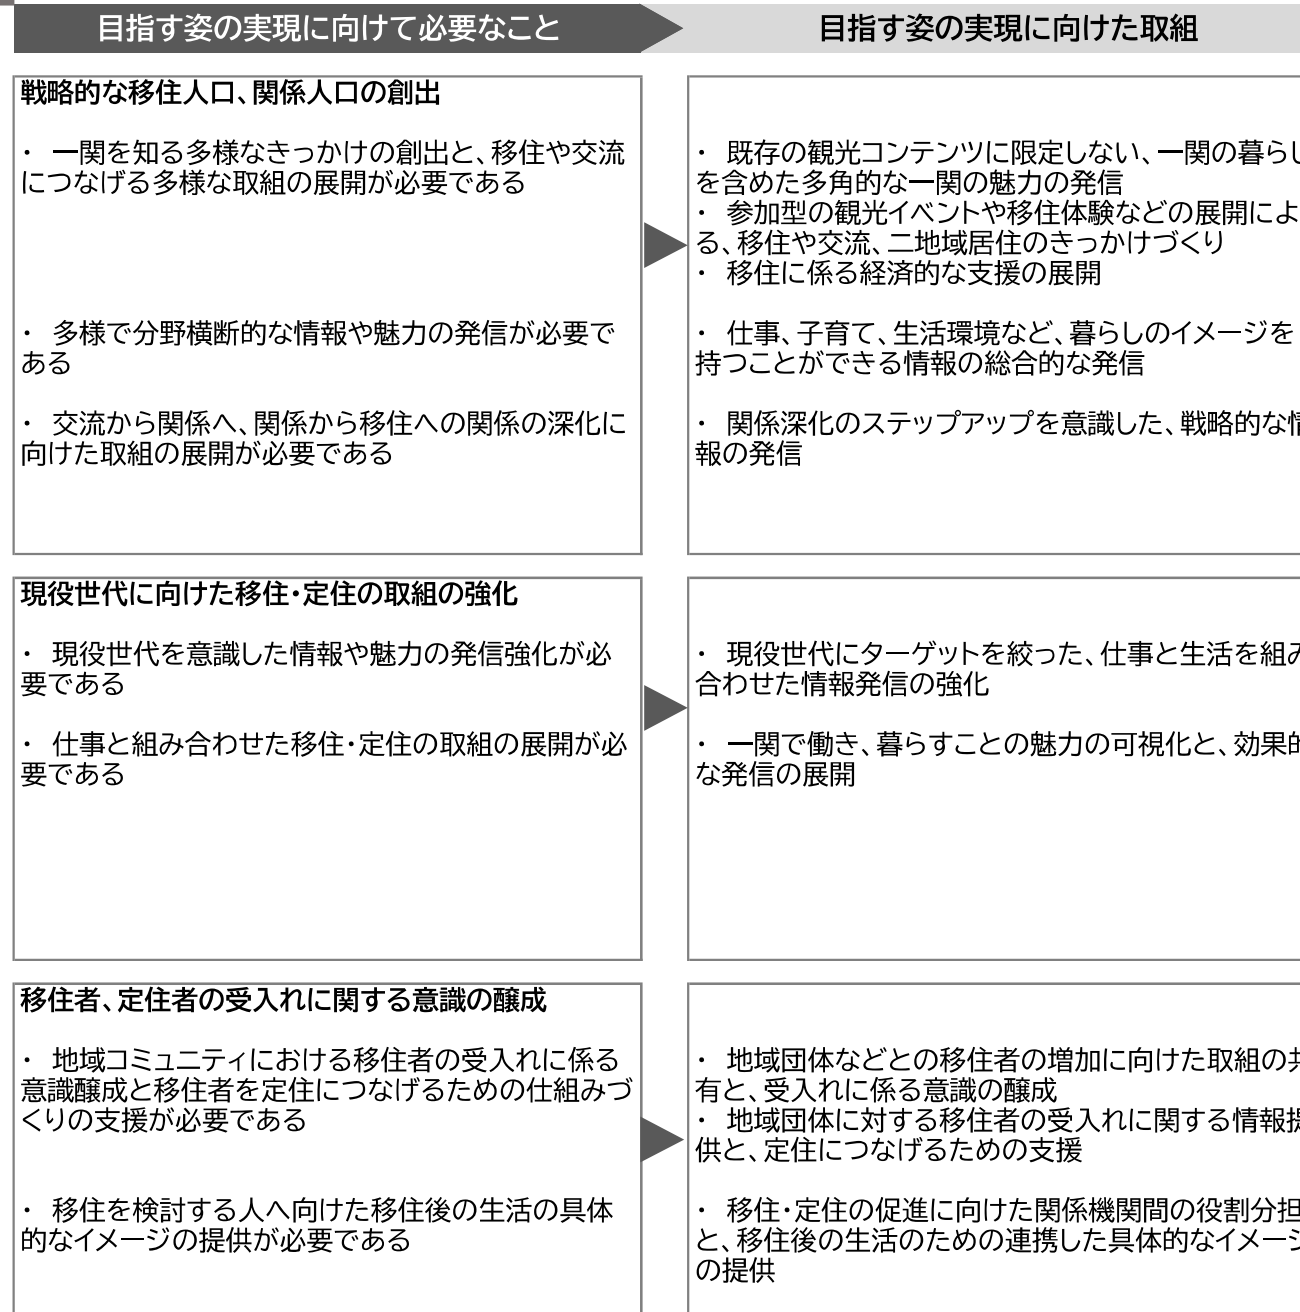 目指す姿の実現に向けて必要なこと
目指す姿の実現に向けた取組
戦略的な移住人口、関係人口の創出
・ 一関を知る多様なきっかけの創出と、移住や交流
につなげる多様な取組の展開が必要である
・ 多様で分野横断的な情報や魅力の発信が必要で
ある
・ 交流から関係へ、関係から移住への関係の深化に
向けた取組の展開が必要である
・ 既存の観光コンテンツに限定しない、一関の暮らし
を含めた多角的な一関の魅力の発信
・ 参加型の観光イベントや移住体験などの展開によ
る、移住や交流、二地域居住のきっかけづくり
・ 移住に係る経済的な支援の展開
・ 仕事、子育て、生活環境など、暮らしのイメージを
持つことができる情報の総合的な発信
・ 関係深化のステップアップを意識した、戦略的な情
報の発信
現役世代に向けた移住・定住の取組の強化
・ 現役世代を意識した情報や魅力の発信強化が必
要である
・ 仕事と組み合わせた移住・定住の取組の展開が必
要である
・ 現役世代にターゲットを絞った、仕事と生活を組み
合わせた情報発信の強化
・ 一関で働き、暮らすことの魅力の可視化と、効果的
な発信の展開
移住者、定住者の受入れに関する意識の醸成
・ 地域コミュニティにおける移住者の受入れに係る
意識醸成と移住者を定住につなげるための仕組みづ
くりの支援が必要である
・ 移住を検討する人へ向けた移住後の生活の具体
的なイメージの提供が必要である
・ 地域団体などとの移住者の増加に向けた取組の共
有と、受入れに係る意識の醸成
・ 地域団体に対する移住者の受入れに関する情報提
供と、定住につなげるための支援
・ 移住・定住の促進に向けた関係機関間の役割分担
と、移住後の生活のための連携した具体的なイメージ
の提供